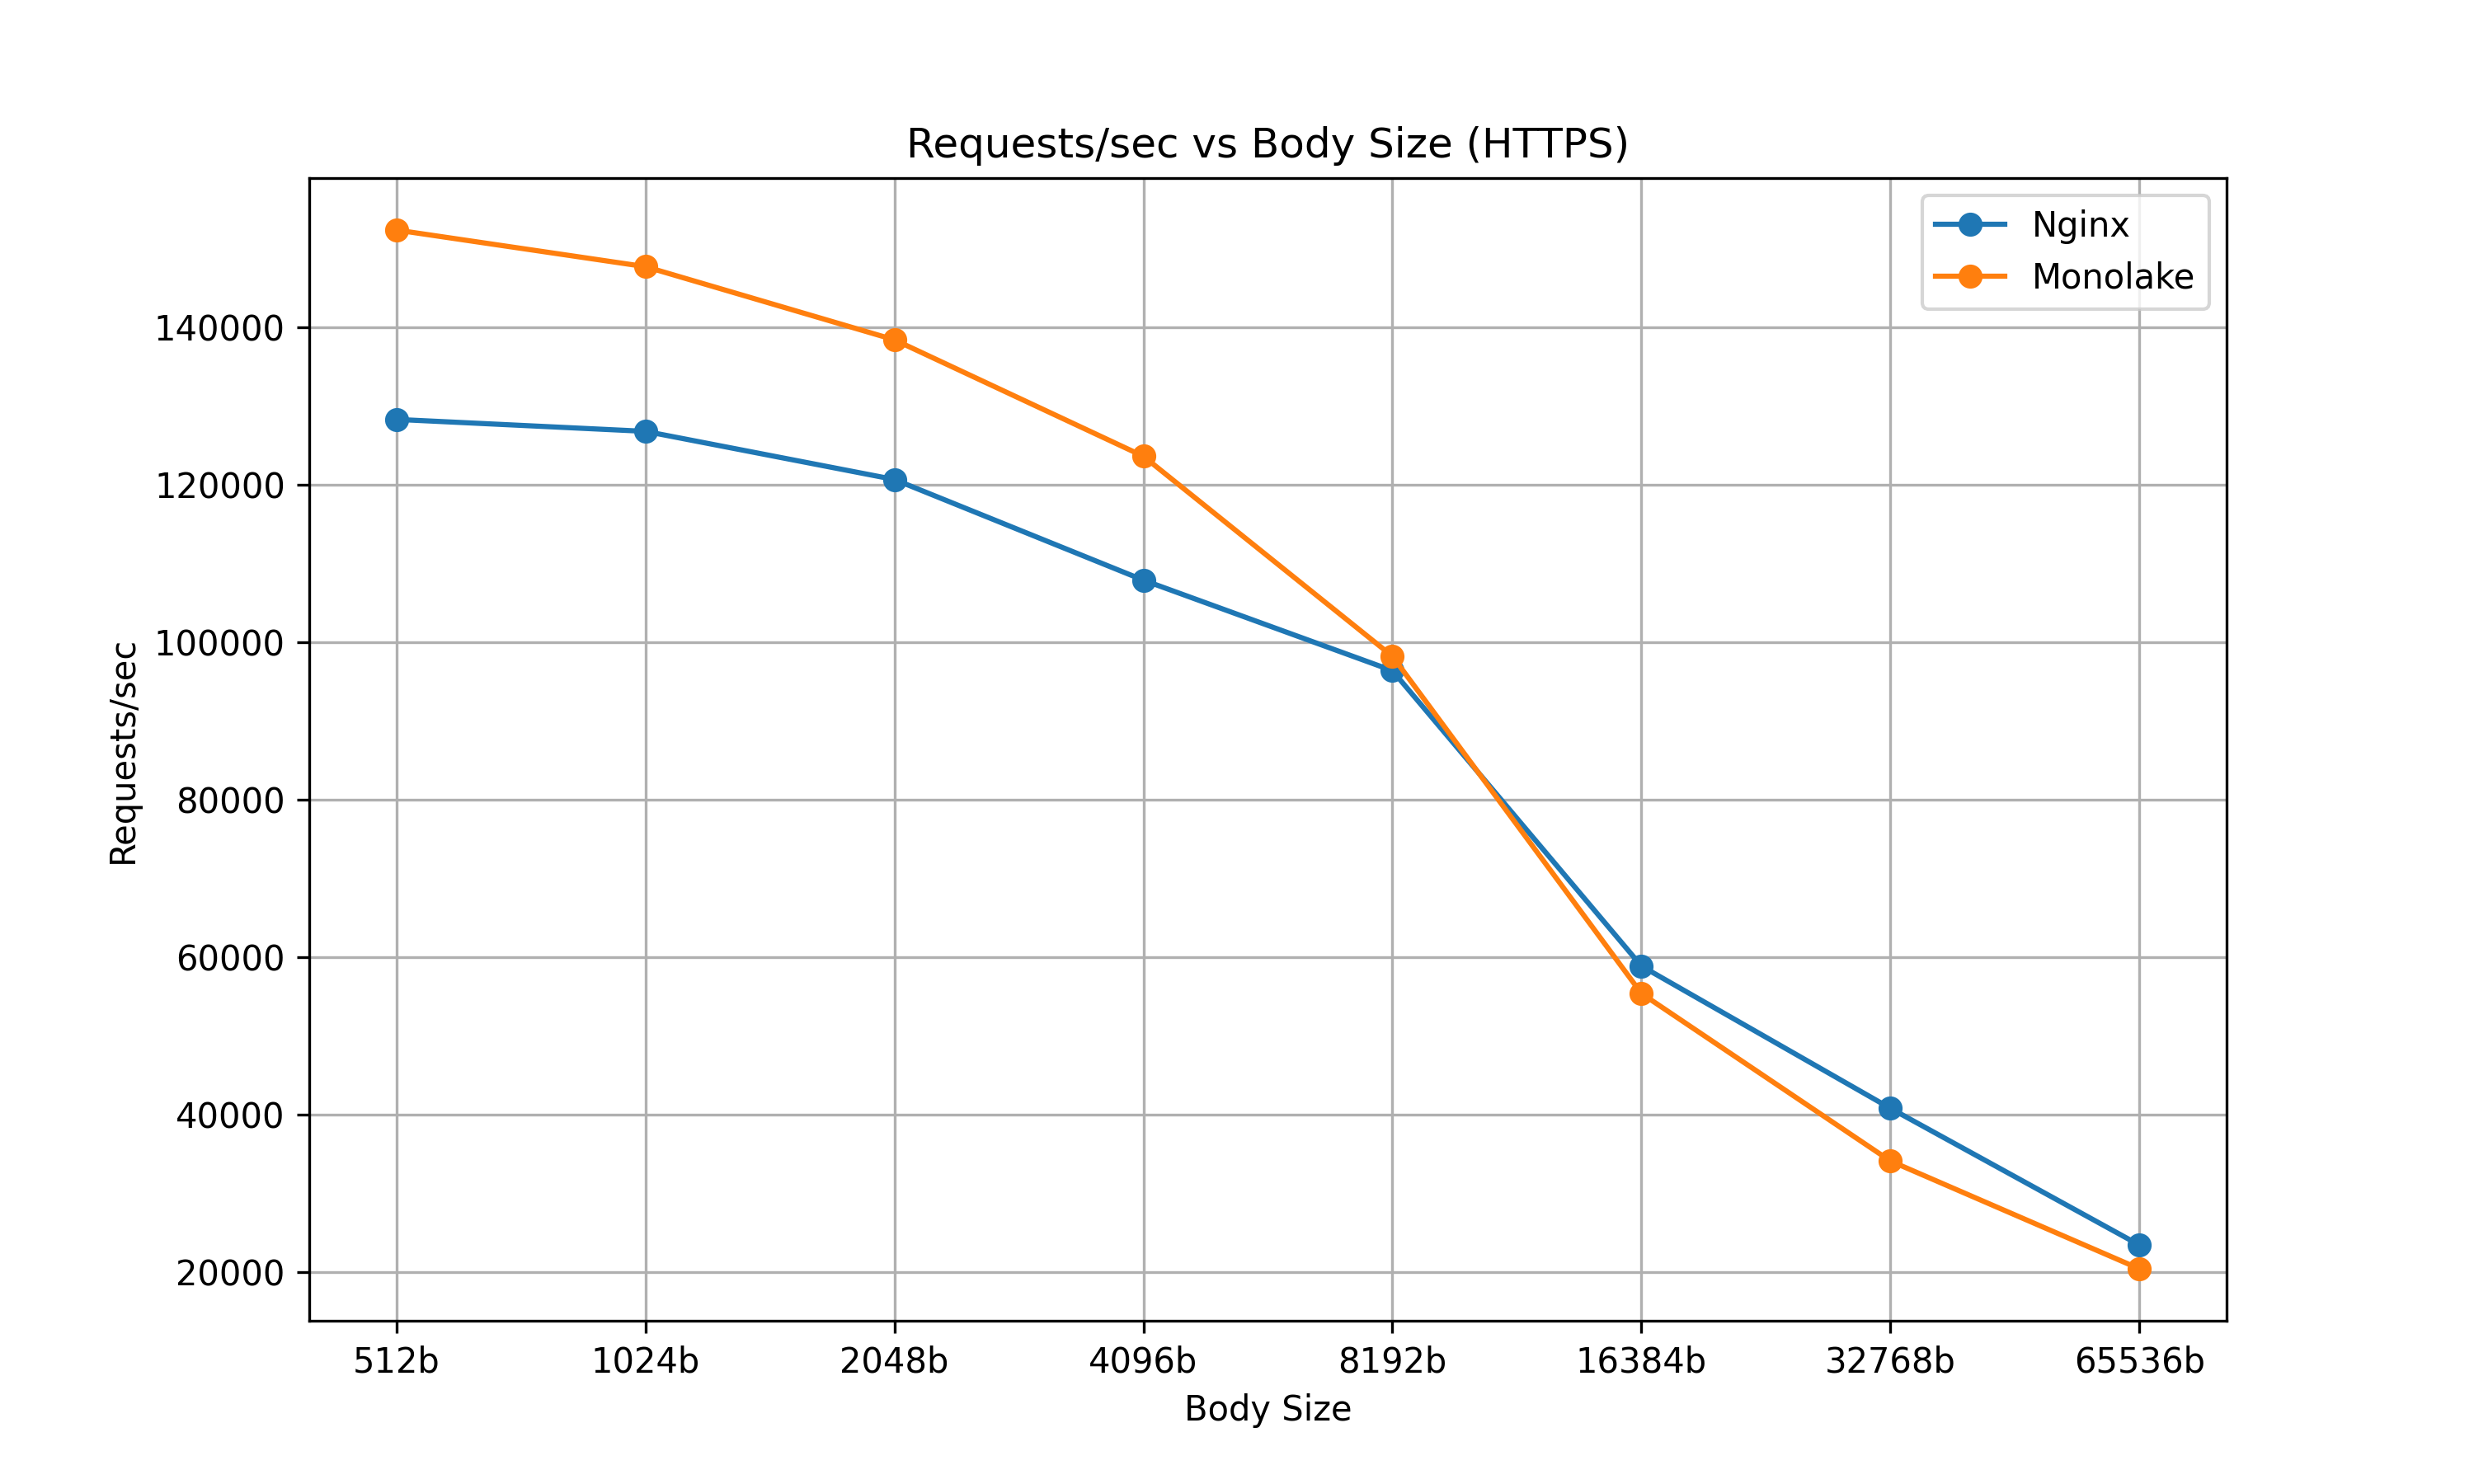 Requests/sec vs Body Size (HTTPS)
Nginx
Monolake
140000
120000
100000
80000
60000
40000
20000
Requests/sec
512b 1024b 2048b 4096b 8192b 16384b 32768b 65536b
Body Size